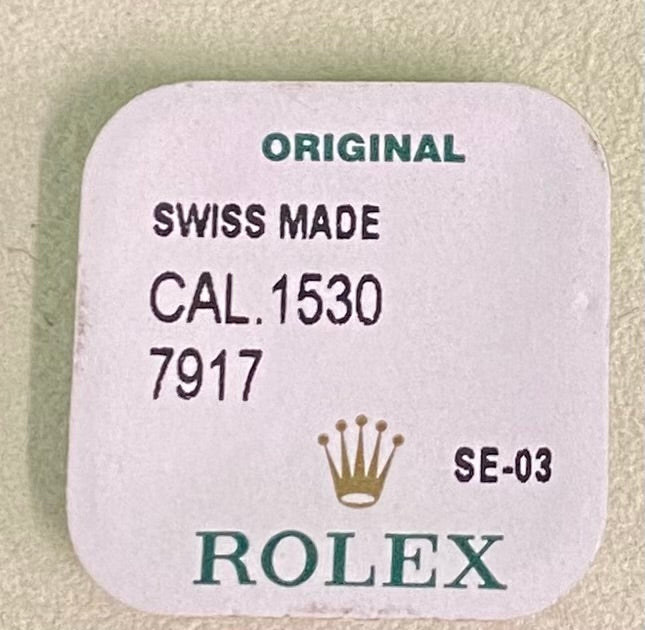 ORIGINAL
SWISS MADE
CAL.1530
7917
SE-03
ROLEX